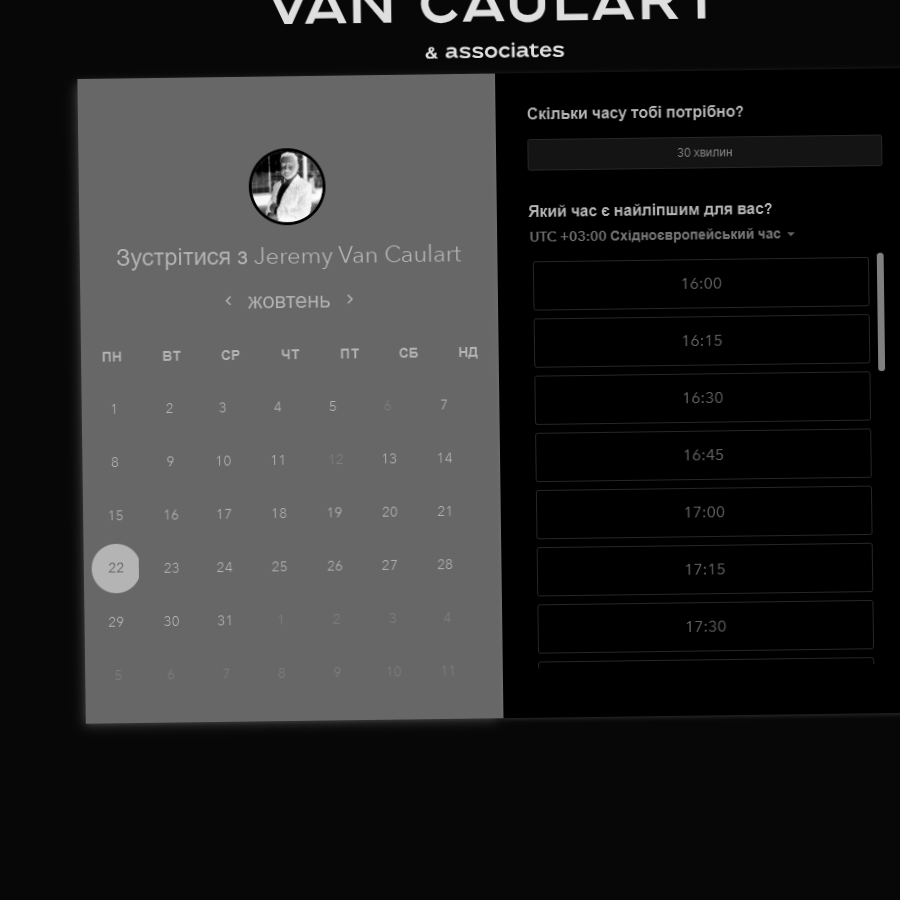 VAN CAULART
& associates
Зустрітися з Jeremy Van Caulart
жовтень
ПН ВТ СР ЧТ ПТ СБ НД
1 2 3 4 5 6 7
8 9 10 11 12 13 14
15 16 17 18 19 20 21
22 23 24 25 26 27 28
29 30 31 1 2 3 4
5 6 7 8 9 10 11
Скільки часу тобі потрібно?
30 хвилин
Який час є найліпшим для вас?
UTC +03:00 Східноєвропейський час
16:00
16:15
16:30
16:45
17:00
17:15
17:30